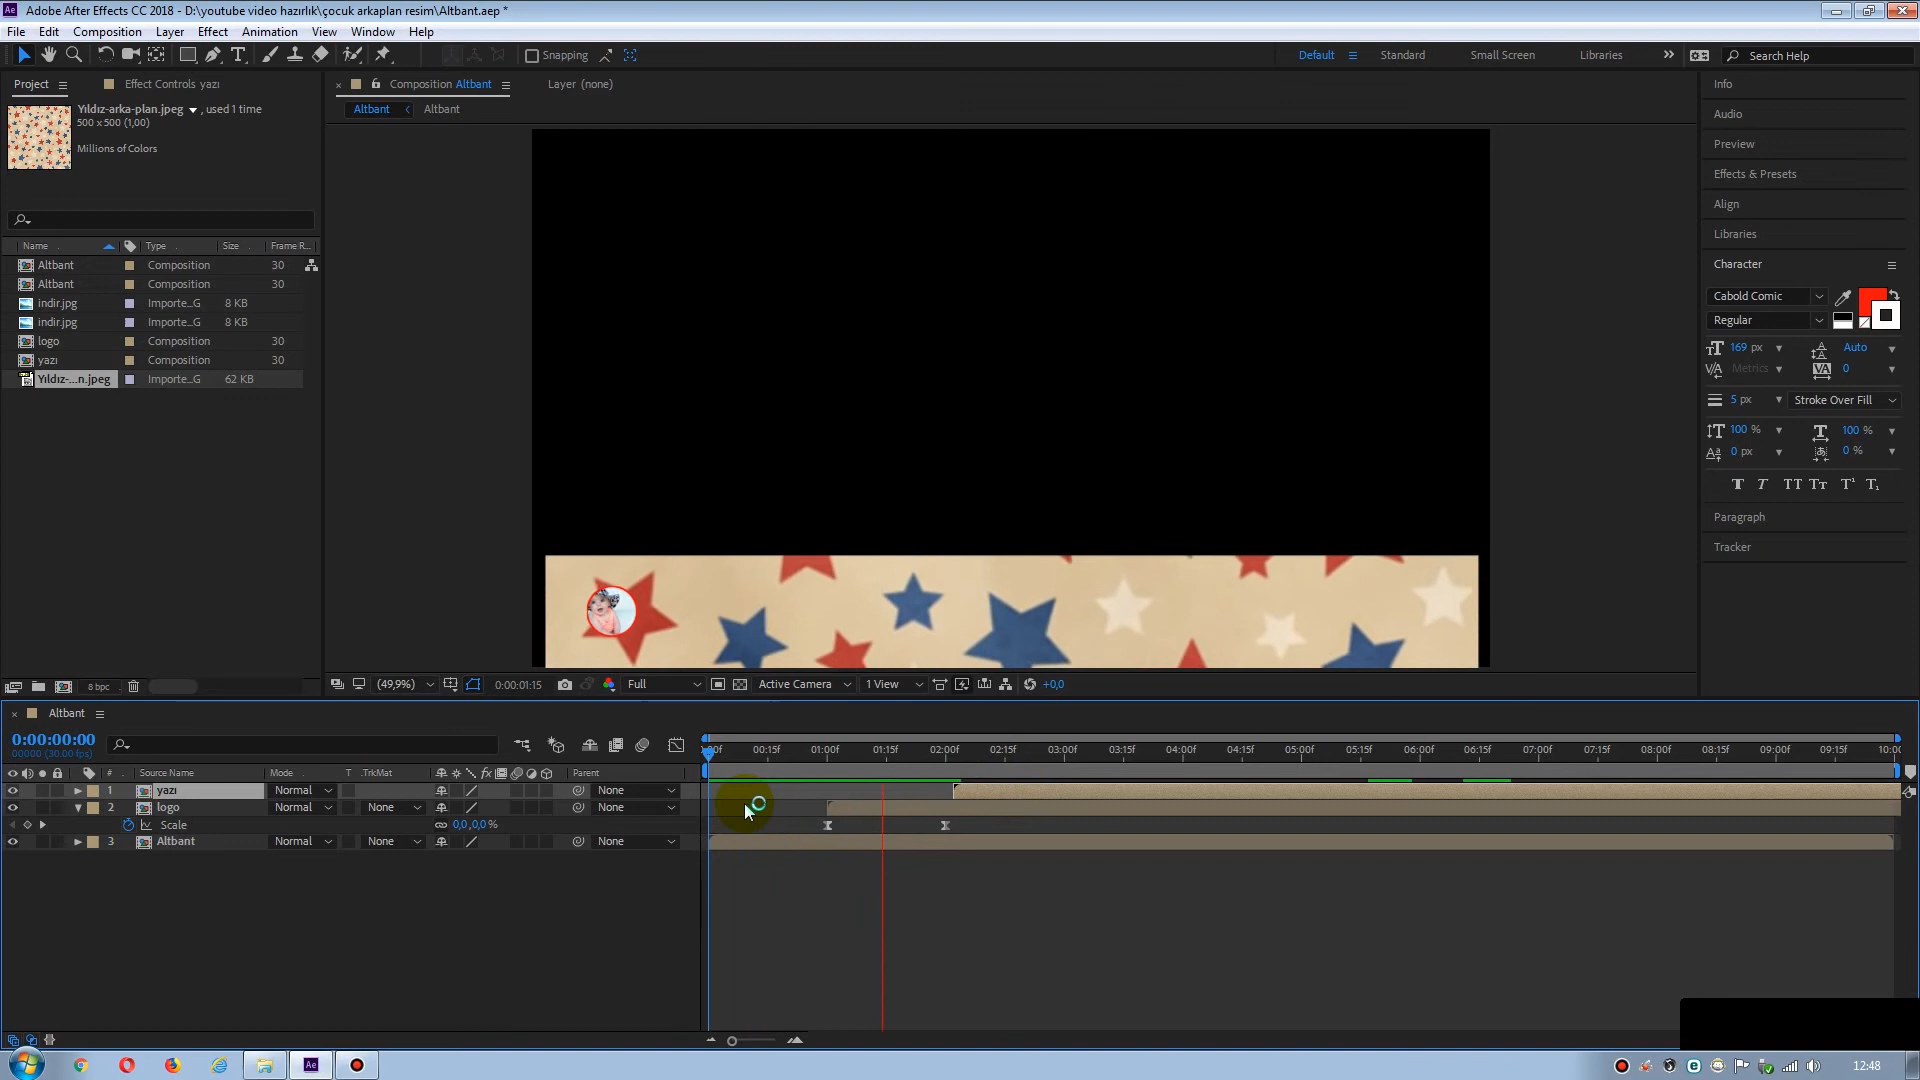 Adobe After Effects CC 2018 - D:\youtube video hazırlık\çocuk arkaplan resim\Altbant.aep *
File Edit Composition Layer Effect Animation View Window Help
Snapping Default Standard Small Screen Libraries Search Help
Project Effect Controls yazı
Yıldız-arka-plan.jpeg , used 1 time
500 x 500 (1,00)
Millions of Colors
Name Type Size Frame R...
Altbant Composition 30
Altbant Composition 30
indir.jpg Importe...G 8 KB
indir.jpg Importe...G 8 KB
logo Composition 30
yazı Composition 30
Yıldız-...n.jpeg Importe...G 62 KB
8 bpc
Composition Altbant Layer (none)
Altbant Altbant
(49,9%) 0:00:01:15 Full Active Camera 1 View +0,0
Info
Audio
Preview
Effects & Presets
Align
Libraries
Character
Cabold Comic
Regular
169 px Auto
Metrics 0
5 px Stroke Over Fill
100 % 100 %
0 px 0 %
T T TT Tт T¹ T₁
Paragraph
Tracker
Altbant
0:00:00:00
00000 (30.00 fps)
:00f 00:15f 01:00f 01:15f 02:00f 02:15f 03:00f 03:15f 04:00f 04:15f 05:00f 05:15f 06:00f 06:15f 07:00f 07:15f 08:00f 08:15f 09:00f 09:15f 10:00
# Source Name Mode T .TrkMat Parent
1 yazı Normal None
2 logo Normal None None
Scale 0,0,0,0%
3 Altbant Normal None None
12:48